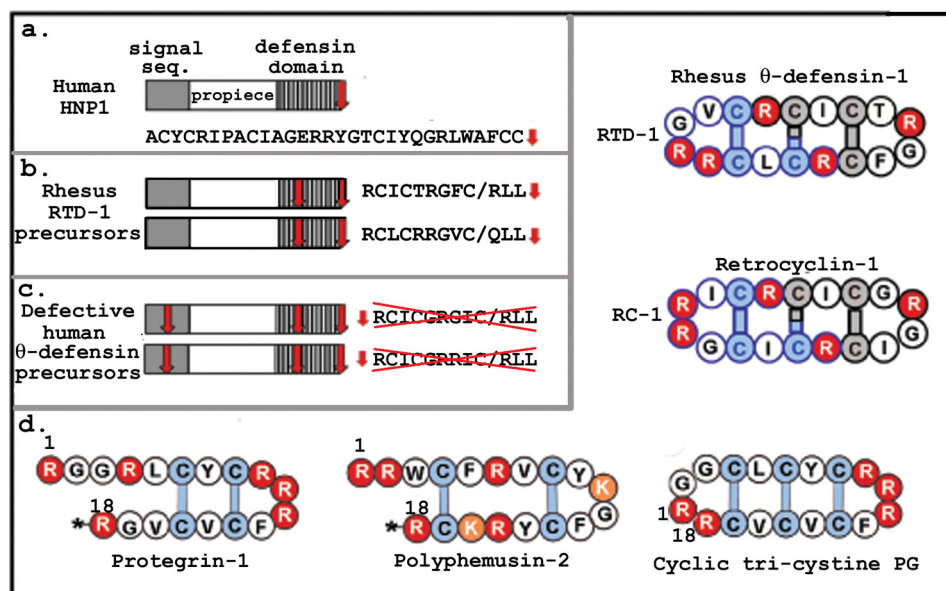 a.
signal defensin
seq. domain
Human propiece
HNP1
ACYCRIPACIAGERRYGTCIYQGRLWAFCC
b.
Rhesus RCICTRGFC/RLL
RTD-1
precursors RCLCRRGVC/QLL
c.
Defective RCICGRGIC/RLL
human
θ-defensin RCICGRRIC/RLL
precursors
Rhesus θ-defensin-1
G V C R C I C T R
RTD-1
R R C L C R C F G
Retrocyclin-1
R I C R C I C G R
RC-1
R G C I C R C I G
d.
1
R G G R L C Y C R R
18 R
* R G V C V C F
Protegrin-1
1
R R W C F R V C Y K
18 G
* R C K R Y C F
Polyphemusin-2
G G C L C Y C R R
1 R R
18 R C V C V C F
Cyclic tri-cystine PG